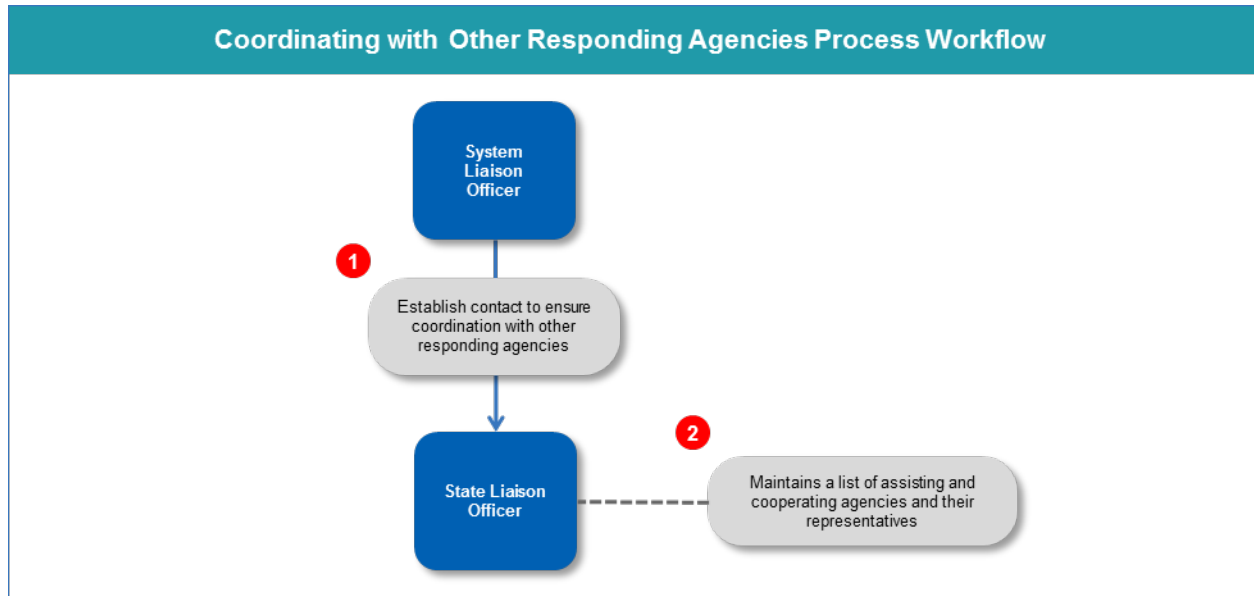 Coordinating with Other Responding Agencies Process Workflow
System
Liaison
Officer
1
Establish contact to ensure
coordination with other
responding agencies
2
State Liaison
Officer
Maintains a list of assisting and
cooperating agencies and their
representatives